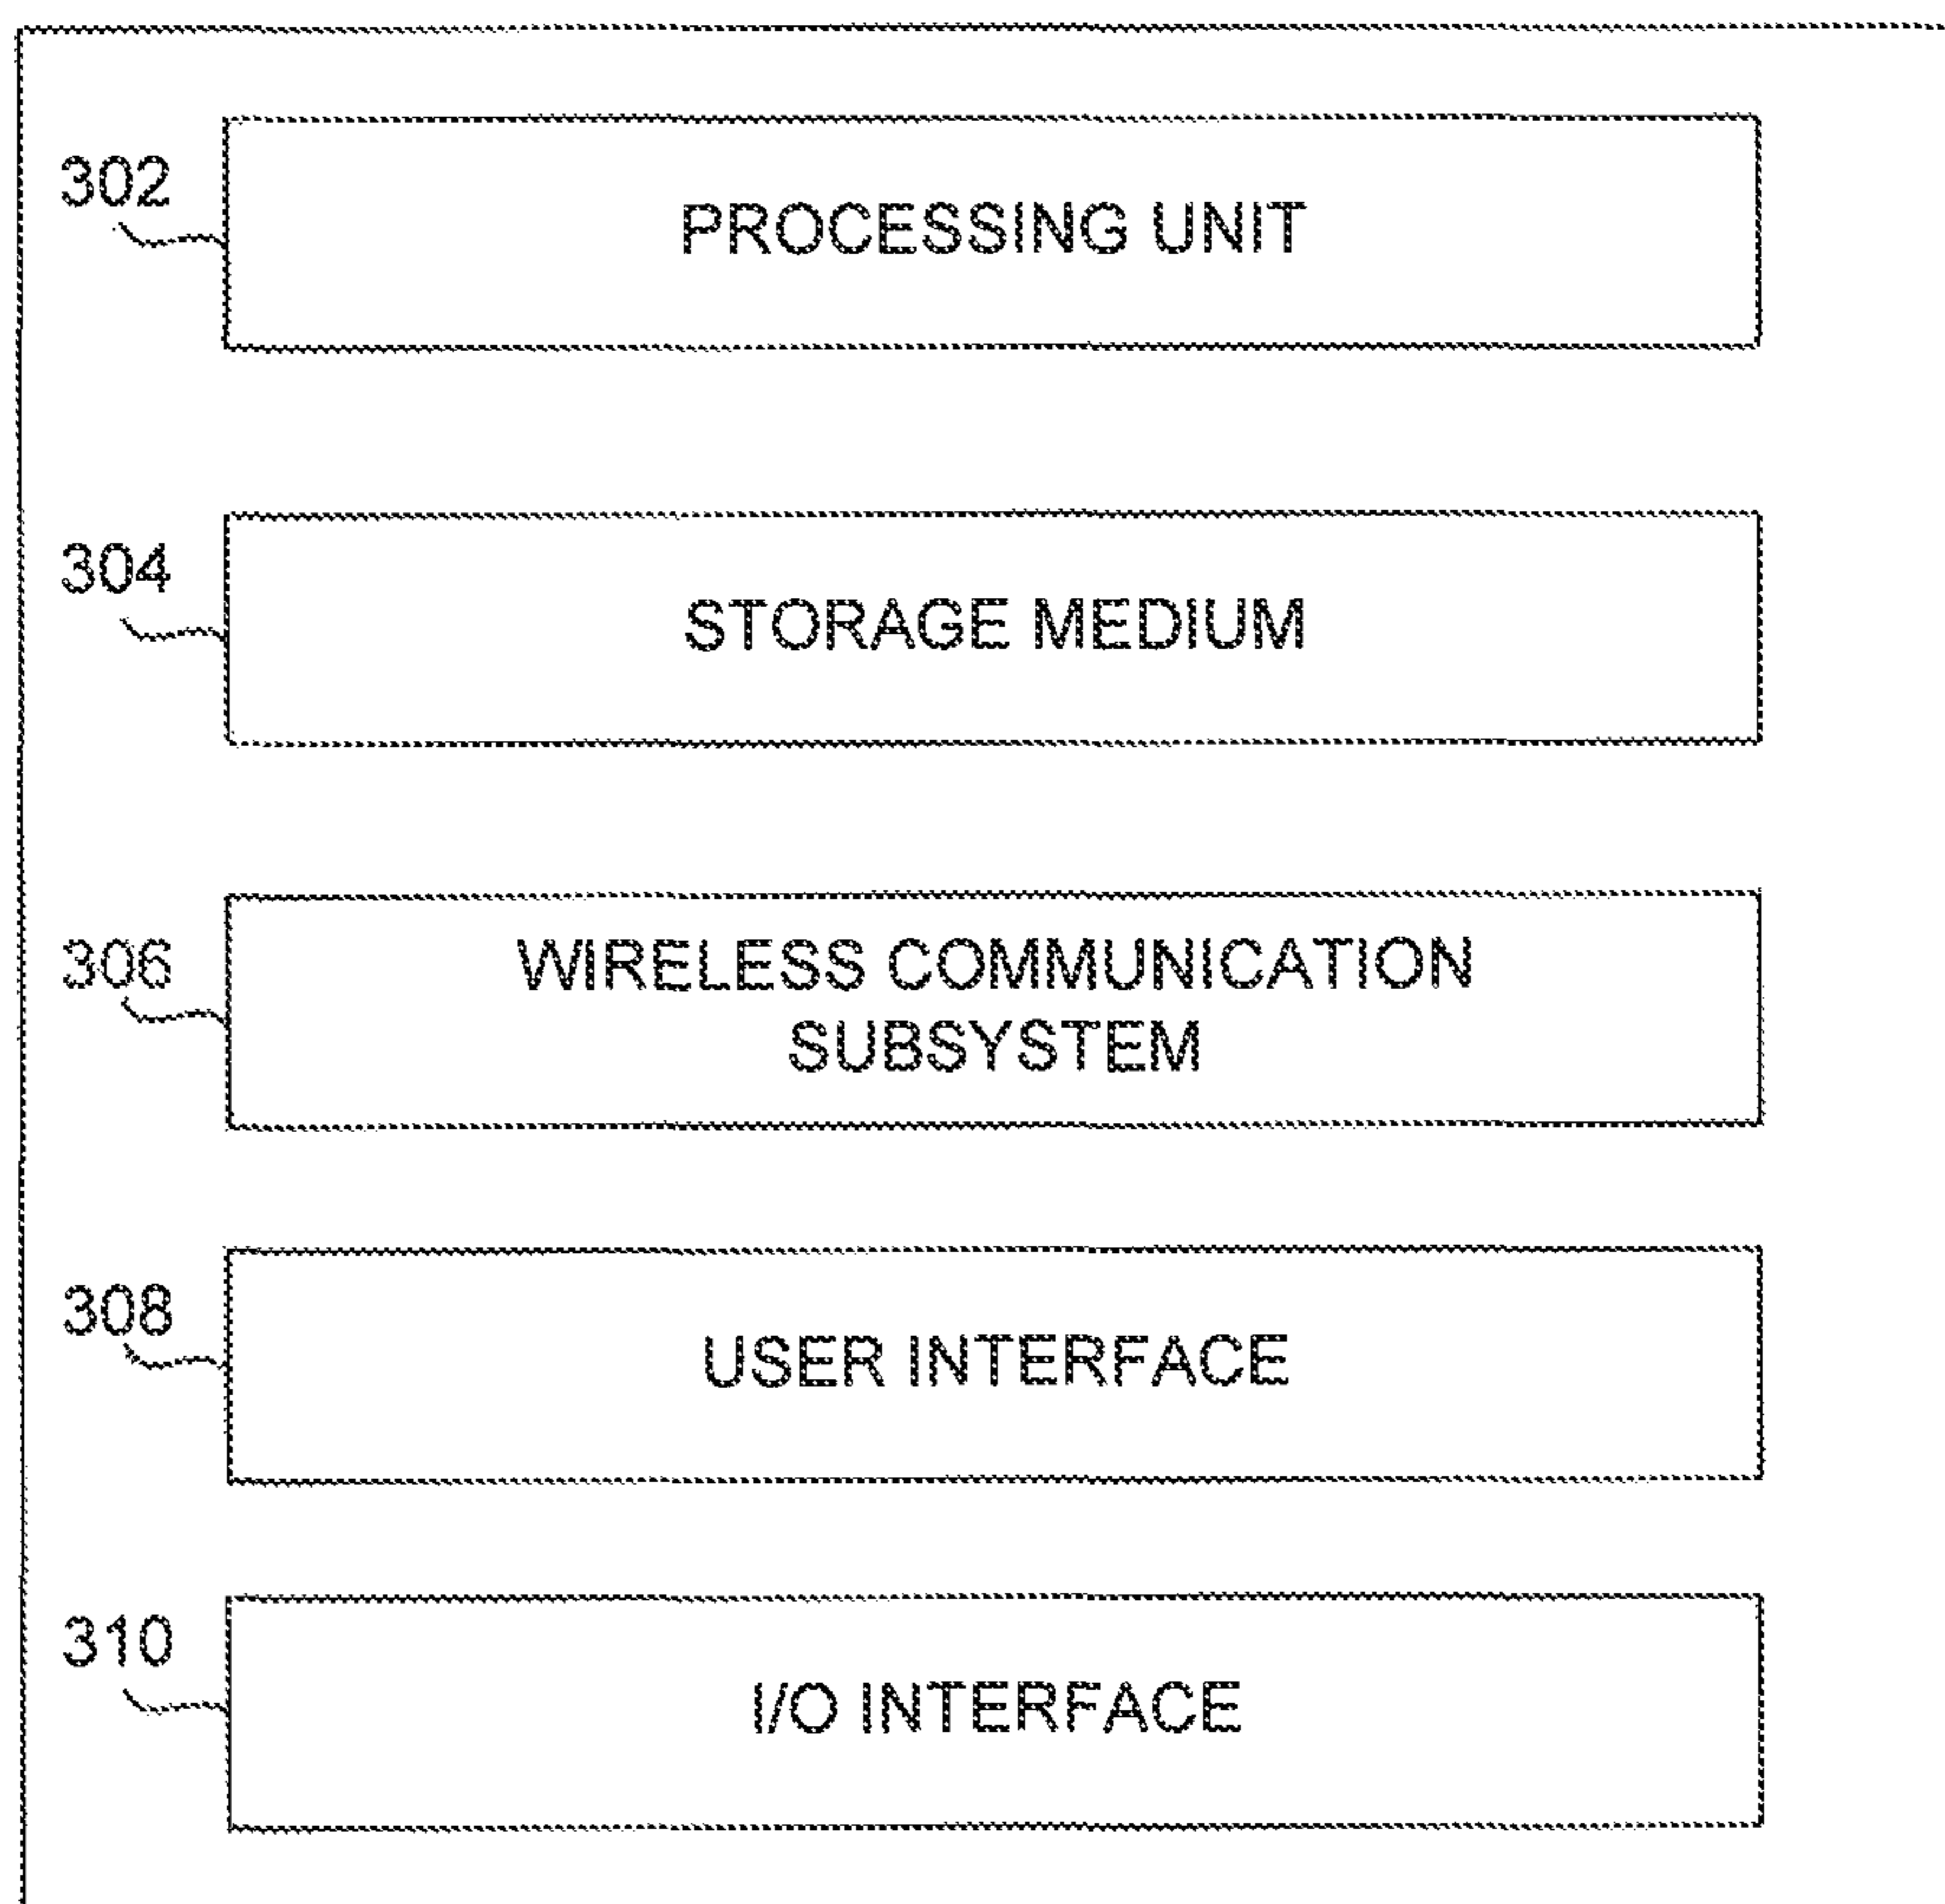 302
PROCESSING UNIT
304
STORAGE MEDIUM
306
WIRELESS COMMUNICATION
SUBSYSTEM
308
USER INTERFACE
310
I/O INTERFACE